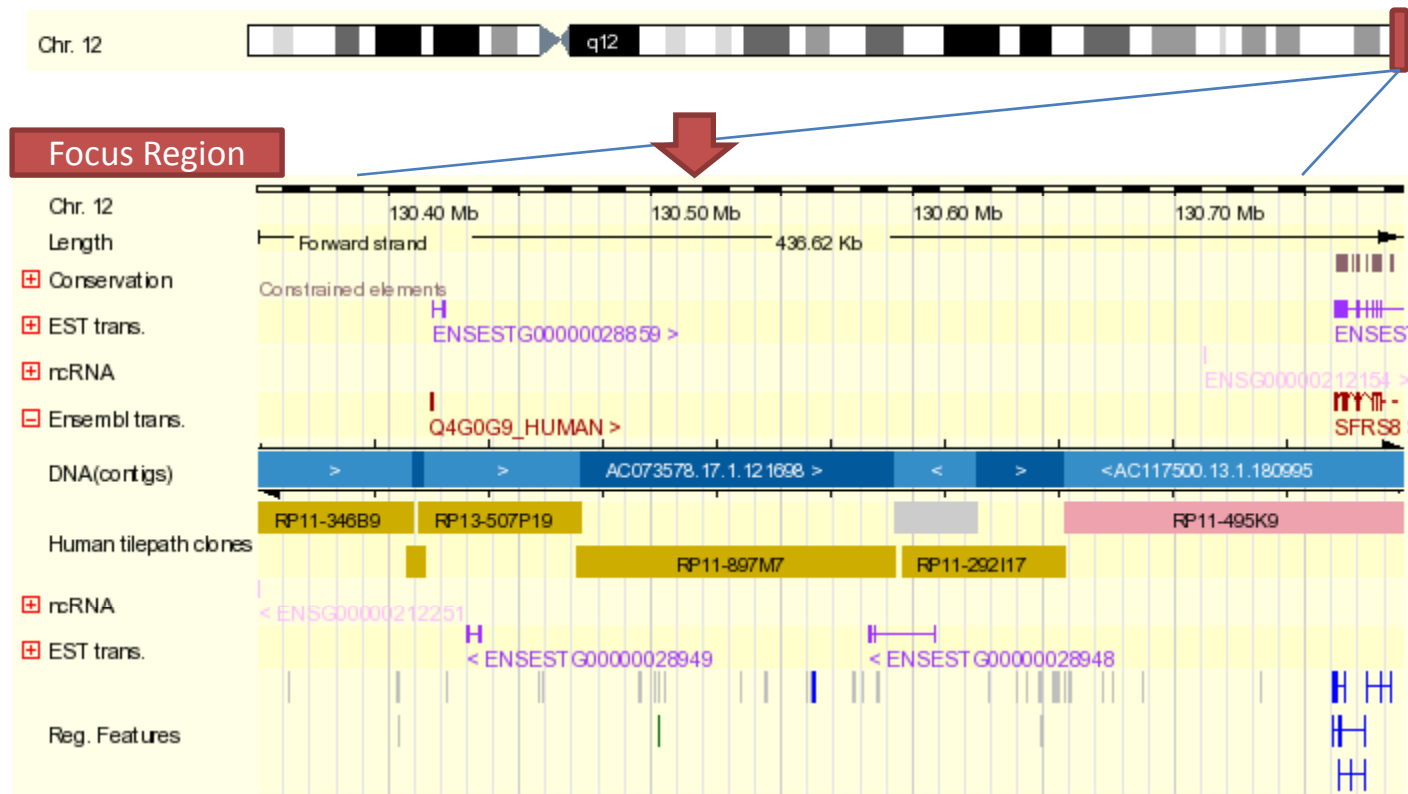 Chr. 12
q12
Focus Region
Chr. 12
130.40 Mb 130.50 Mb 130.60 Mb 130.70 Mb
Length
Forward strand 436.62 Kb
Conservation
Constrained elements
EST trans.
ENSESTG00000028859 > ENSEST
ncRNA
ENSG00000212154 >
Ensembl trans.
Q4G0G9_HUMAN > SFRS8
DNA(contigs)
> > AC073578.17.1.121698 > < > <AC117500.13.1.180995
RP11-346B9 RP13-507P19 RP11-495K9
Human tilepath clones
RP11-897M7 RP11-292I17
ncRNA
< ENSG00000212251
EST trans.
< ENSESTG00000028949 < ENSESTG00000028948
Reg. Features